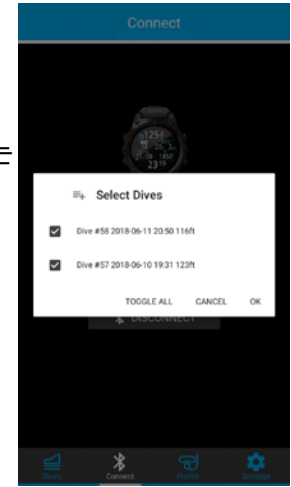 Connect
Select Dives
Dive #58 2018-06-11 20:50 116ft
Dive #57 2018-06-10 19:31 123ft
TOGGLE ALL CANCEL OK
DISCONNECT
Dives Connect Profile Settings